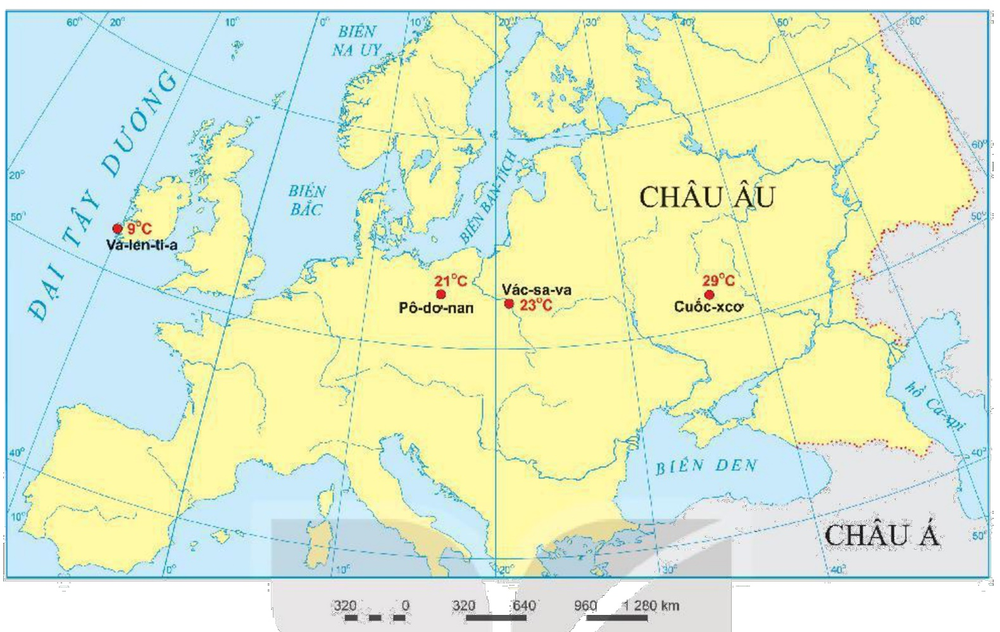 60° 20° 10° 0° 10° 20° 30° 40° 50° 60°
BIỂN
NA UY
ĐẠI TÂY DƯƠNG
20°
60°
BIỂN
BẮC
BIỂN BAN-TÍCH
CHÂU ÂU
50°
50°
9°C
Va-len-ti-a
21°C
Pô-dơ-nan
Vác-sa-va
23°C
29°C
Cuốc-xcơ
hồ Ca-xpi
40°
40°
BIỂN ĐEN
10°
CHÂU Á
50°
0° 10° 20° 30° 40°
320 0 320 640 960 1 280 km